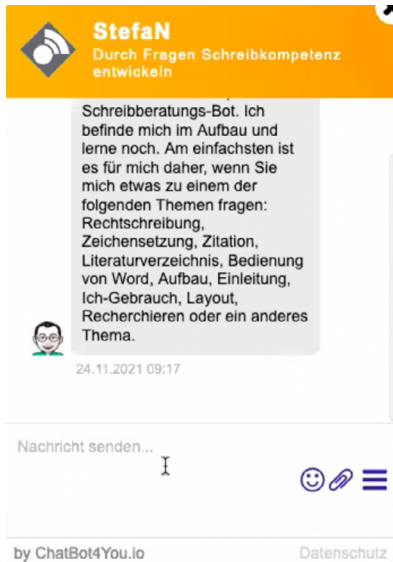 StefaN
Durch Fragen Schreibkompetenz
entwickeln
Schreibberatungs-Bot. Ich
befinde mich im Aufbau und
lerne noch. Am einfachsten ist
es für mich daher, wenn Sie
mich etwas zu einem der
folgenden Themen fragen:
Rechtschreibung,
Zeichensetzung, Zitation,
Literaturverzeichnis, Bedienung
von Word, Aufbau, Einleitung,
Ich-Gebrauch, Layout,
Recherchieren oder ein anderes
Thema.
24.11.2021 09:17
Nachricht senden...
by ChatBot4You.io
Datenschutz